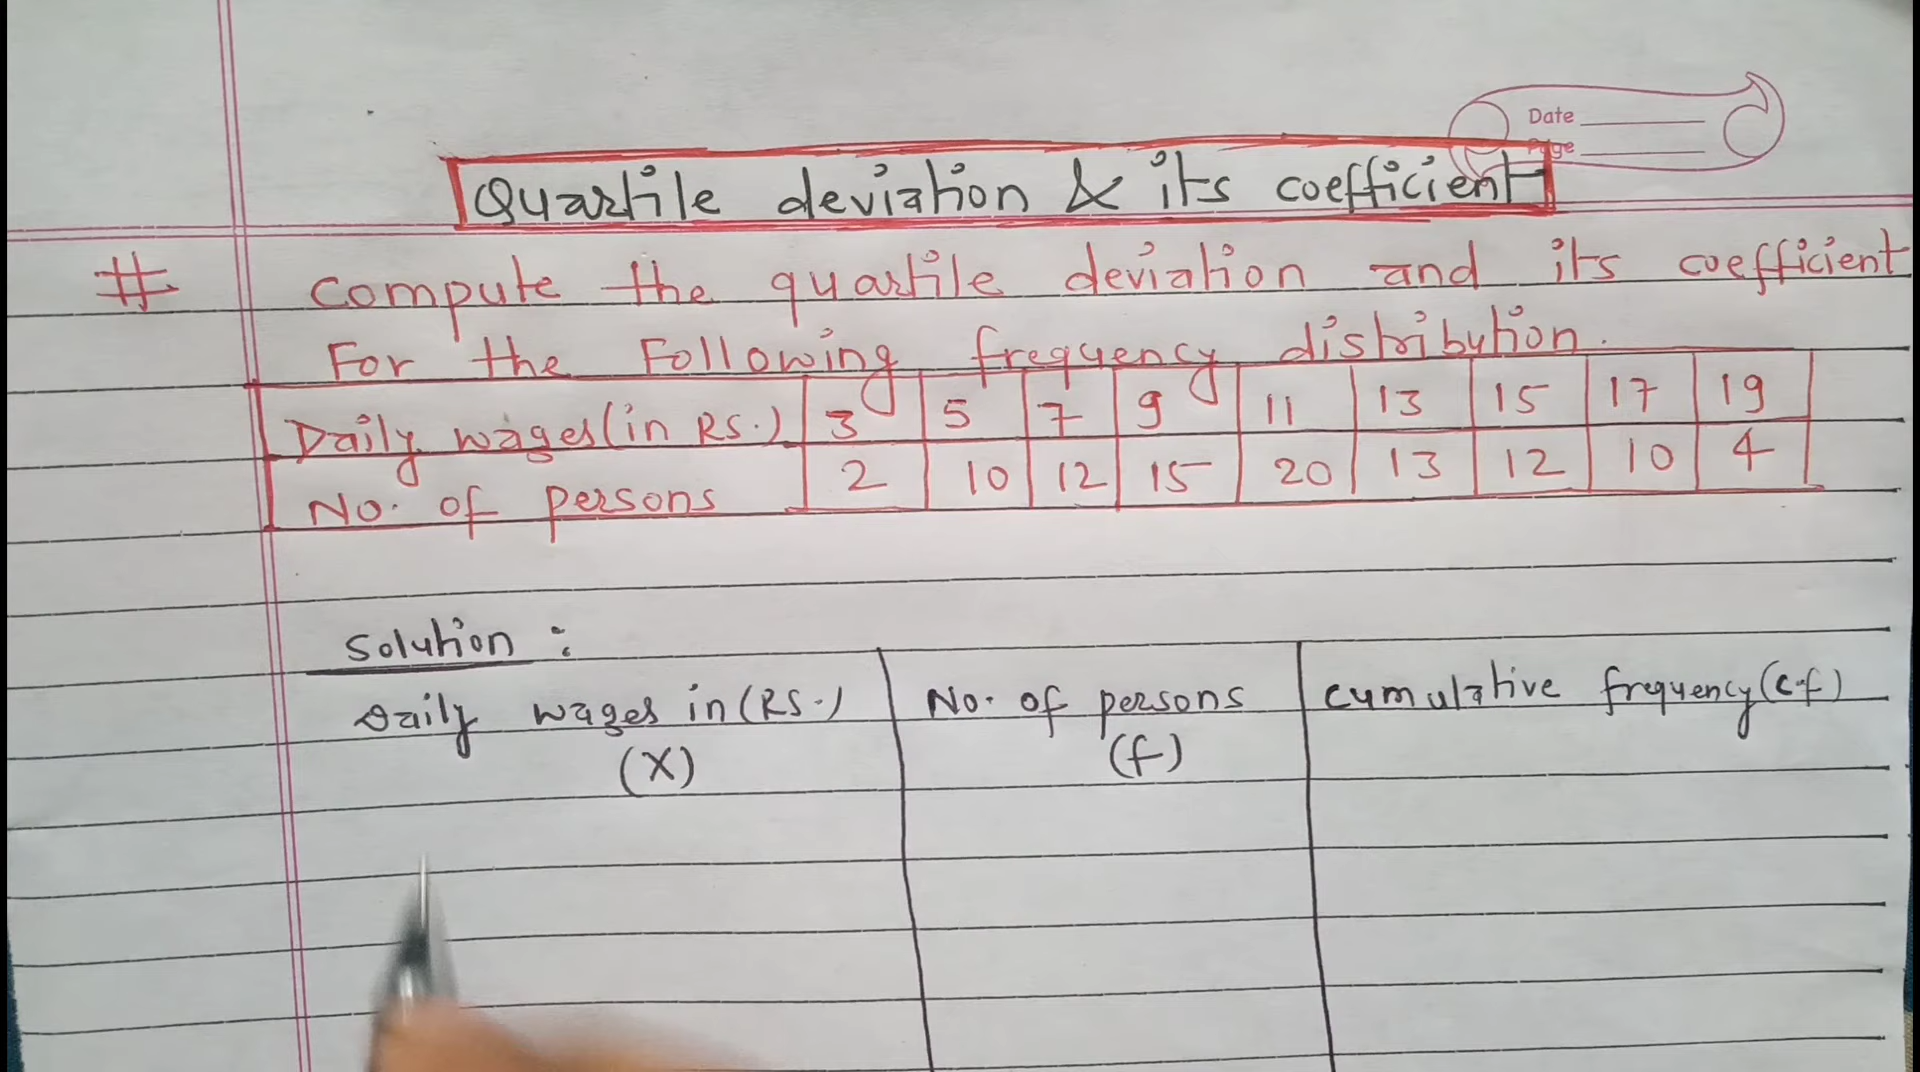 Date
Page
Quartile deviation & its coefficient
# compute the quartile deviation and its coefficient
For the Following frequency distribution.
Daily wages (in RS.) 3 5 7 9 11 13 15 17 19
No. of persons 2 10 12 15 20 13 12 10 4
Solution :
Daily wages in (RS.) No. of persons cumulative frequency (c.f)
(X) (f)